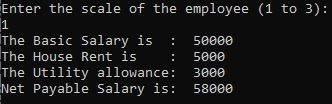 Enter the scale of the employee (1 to 3):
1
The Basic Salary is  :  50000
The House Rent is    :  5000
The Utility allowance:  3000
Net Payable Salary is:  58000